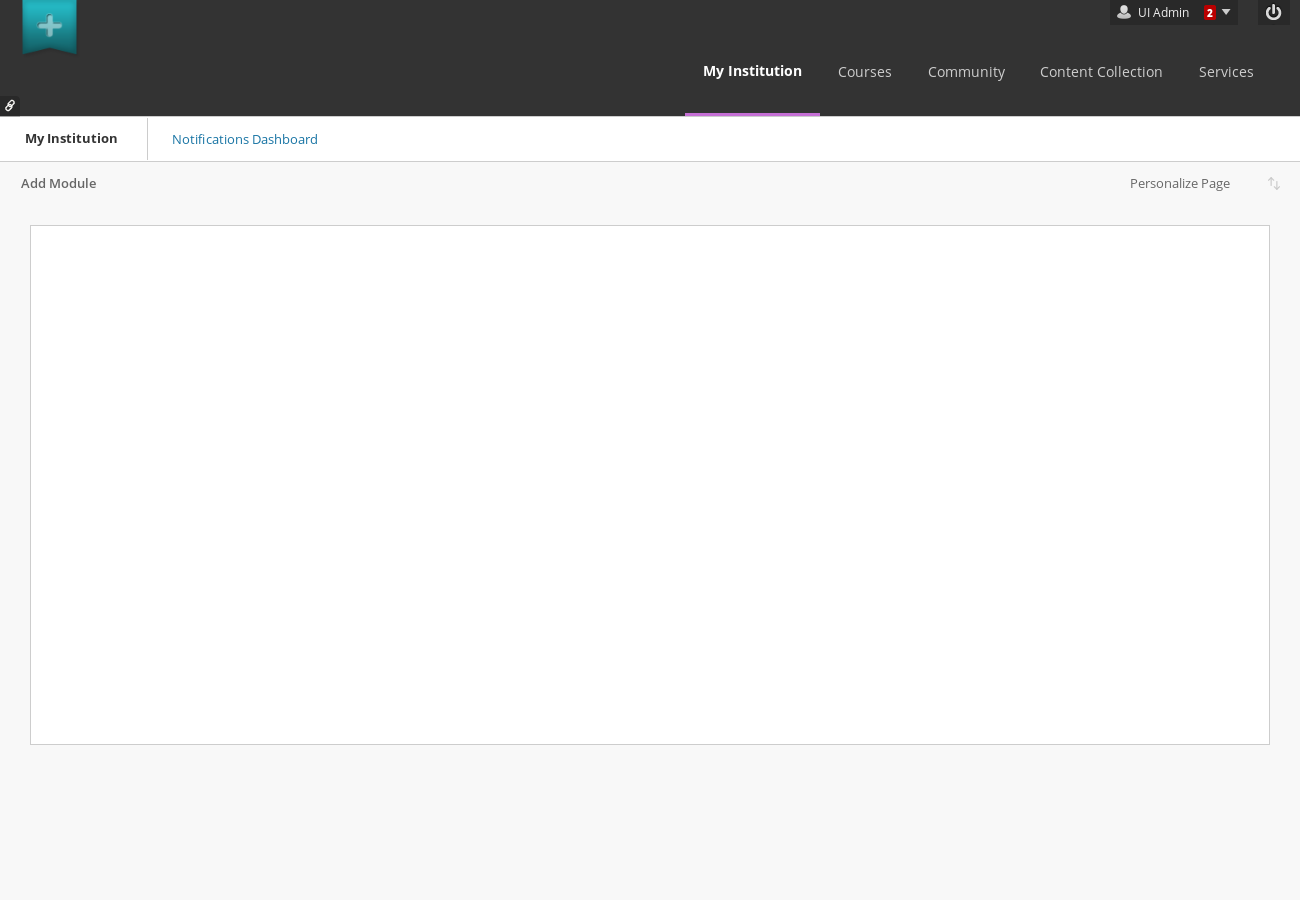 UI Admin 2
My Institution Courses Community Content Collection Services
My Institution Notifications Dashboard
Add Module Personalize Page